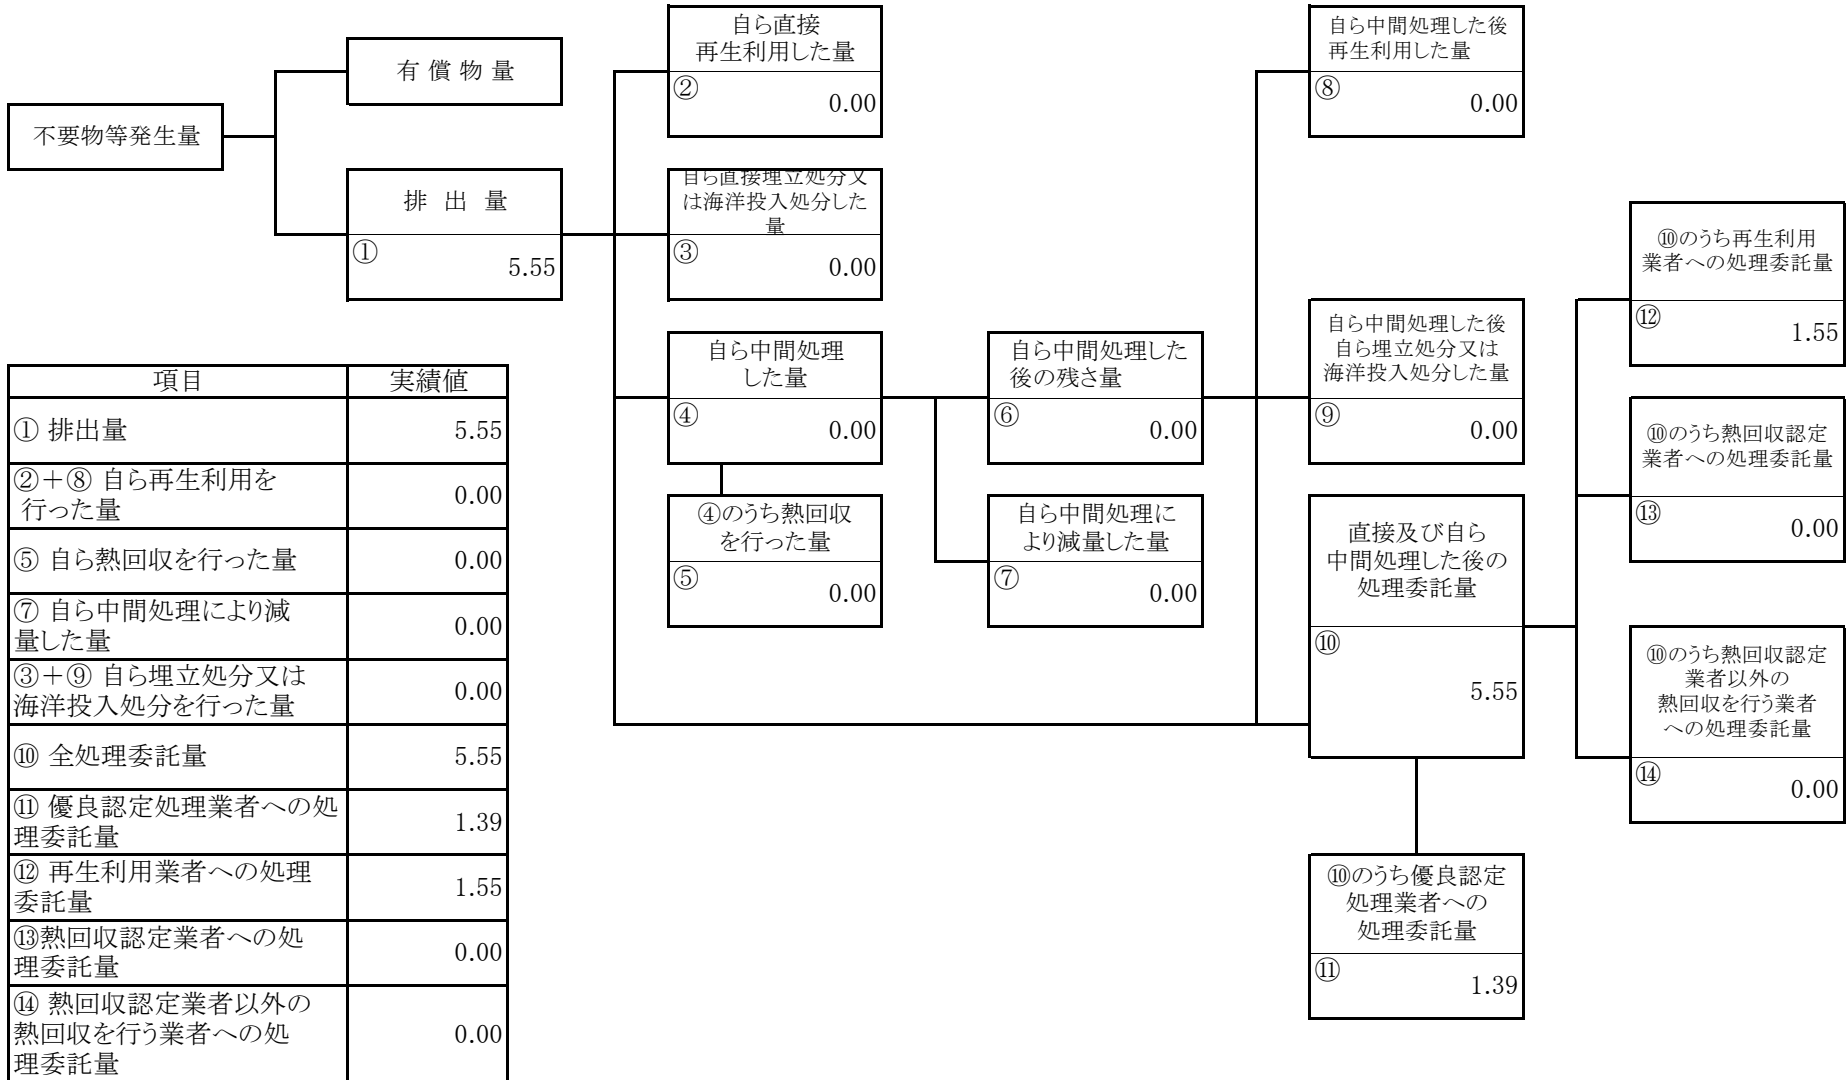 不要物等発生量
有 償 物 量
排 出 量
①
5.55
自ら直接
再生利用した量
②
0.00
自ら直接埋立処分又
は海洋投入処分した
量
③
0.00
自ら中間処理
した量
④
0.00
④のうち熱回収
を行った量
⑤
0.00
自ら中間処理した
後の残さ量
⑥
0.00
自ら中間処理に
より減量した量
⑦
0.00
自ら中間処理した後
再生利用した量
⑧
0.00
自ら中間処理した後
自ら埋立処分又は
海洋投入処分した量
⑨
0.00
直接及び自ら
中間処理した後の
処理委託量
⑩
5.55
⑩のうち優良認定
処理業者への
処理委託量
⑪
1.39
⑩のうち再生利用
業者への処理委託量
⑫
1.55
⑩のうち熱回収認定
業者への処理委託量
⑬
0.00
⑩のうち熱回収認定
業者以外の
熱回収を行う業者
への処理委託量
⑭
0.00
項目 実績値
① 排出量 5.55
②+⑧ 自ら再生利用を
行った量 0.00
⑤ 自ら熱回収を行った量 0.00
⑦ 自ら中間処理により減
量した量 0.00
③+⑨ 自ら埋立処分又は
海洋投入処分を行った量 0.00
⑩ 全処理委託量 5.55
⑪ 優良認定処理業者への処
理委託量 1.39
⑫ 再生利用業者への処理
委託量 1.55
⑬熱回収認定業者への処
理委託量 0.00
⑭ 熱回収認定業者以外の
熱回収を行う業者への処
理委託量 0.00